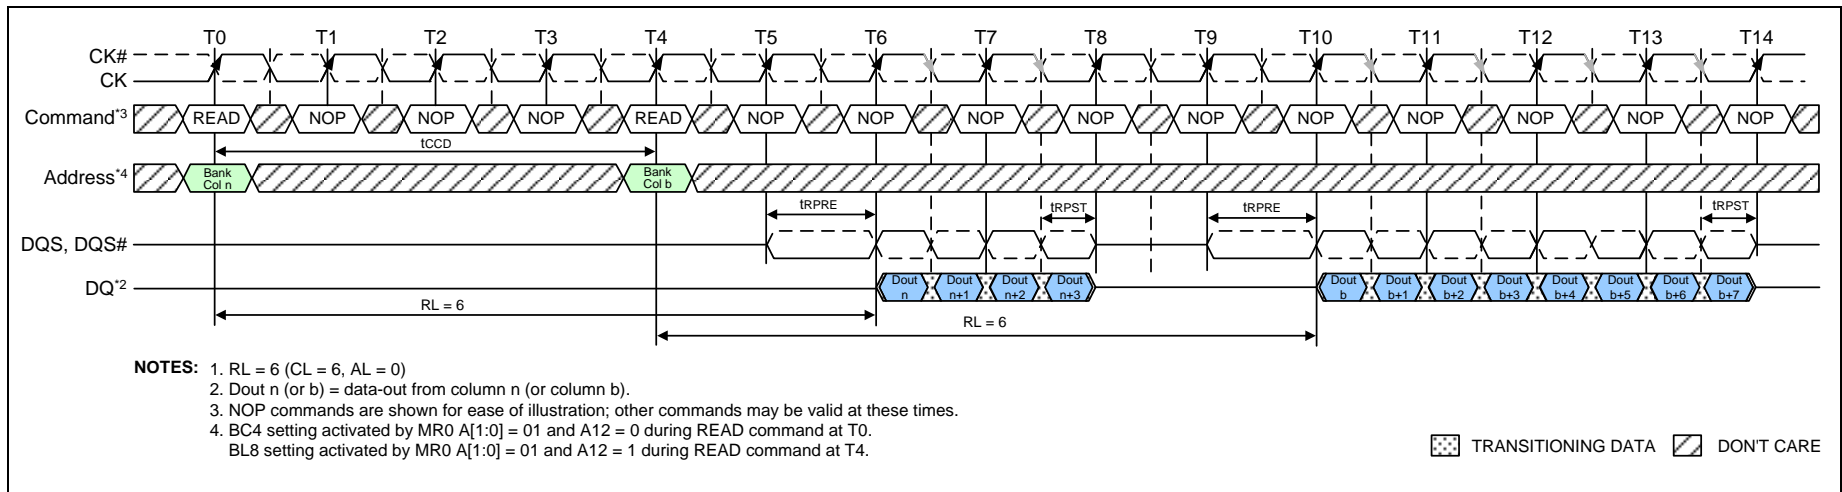 T0 T1 T2 T3 T4 T5 T6 T7 T8 T9 T10 T11 T12 T13 T14
CK#
CK
Command*3 READ NOP NOP NOP READ NOP NOP NOP NOP NOP NOP NOP NOP NOP NOP
tCCD
Address*4 Bank Col n Bank Col b
tRPRE tRPST tRPRE tRPST
DQS, DQS#
DQ*2 Dout n Dout n+1 Dout n+2 Dout n+3 Dout b Dout b+1 Dout b+2 Dout b+3 Dout b+4 Dout b+5 Dout b+6 Dout b+7
RL = 6
RL = 6
NOTES: 1. RL = 6 (CL = 6, AL = 0)
2. Dout n (or b) = data-out from column n (or column b).
3. NOP commands are shown for ease of illustration; other commands may be valid at these times.
4. BC4 setting activated by MR0 A[1:0] = 01 and A12 = 0 during READ command at T0.
BL8 setting activated by MR0 A[1:0] = 01 and A12 = 1 during READ command at T4.
TRANSITIONING DATA DON'T CARE